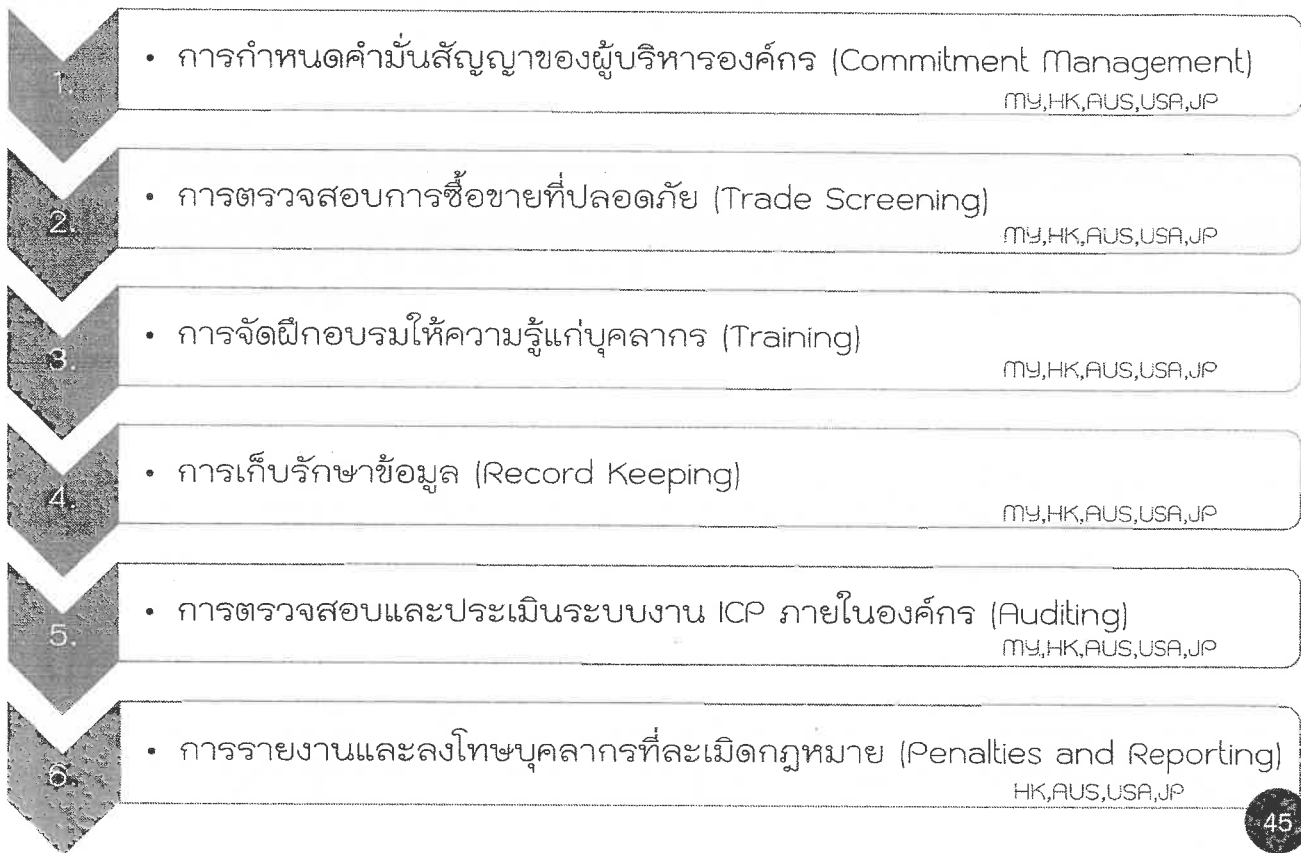 1.
• การกำหนดคำมั่นสัญญาของผู้บริหารองค์กร (Commitment Management)
MY,HK,AUS,USA,JP
2.
• การตรวจสอบการซื้อขายที่ปลอดภัย (Trade Screening)
MY,HK,AUS,USA,JP
3.
• การจัดฝึกอบรมให้ความรู้แก่บุคลากร (Training)
MY,HK,AUS,USA,JP
4.
• การเก็บรักษาข้อมูล (Record Keeping)
MY,HK,AUS,USA,JP
5.
• การตรวจสอบและประเมินระบบงาน ICP ภายในองค์กร (Auditing)
MY,HK,AUS,USA,JP
6.
• การรายงานและลงโทษบุคลากรที่ละเมิดกฎหมาย (Penalties and Reporting)
HK,AUS,USA,JP
45